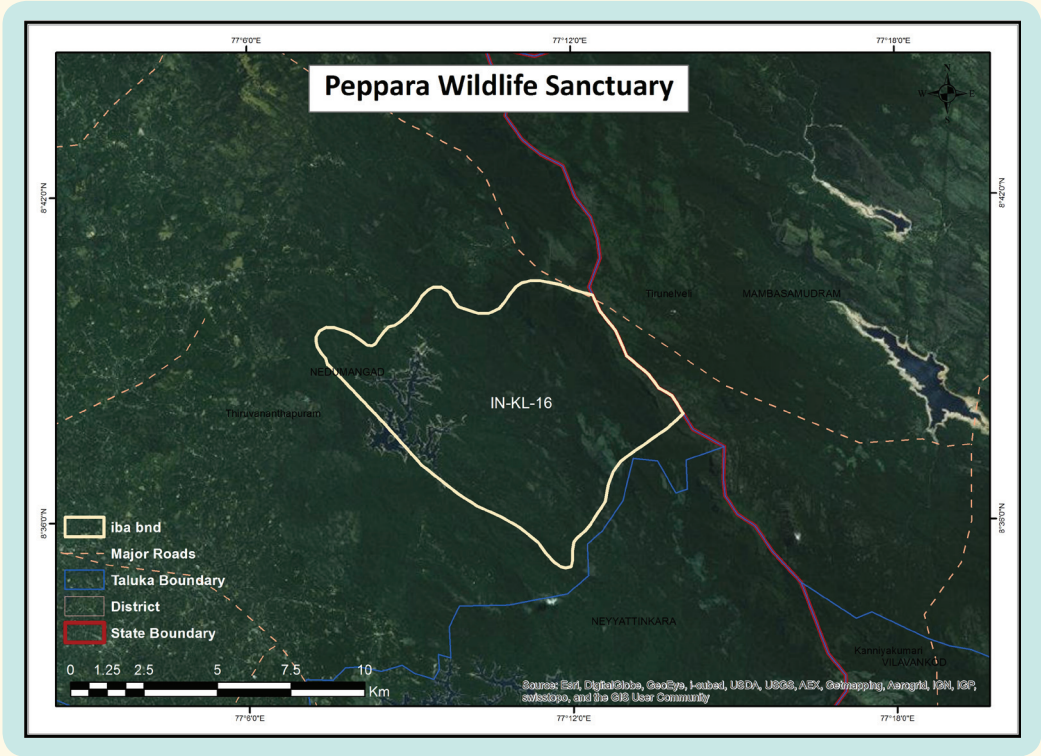 77°6'0"E 77°12'0"E 77°18'0"E
Peppara Wildlife Sanctuary
N
W E
8°42'0"N 8°42'0"N
Tirunelveli MAMBASAMUDRAM
NEDUMANGAD
IN-KL-16
Thiruvananthapuram
8°36'0"N 8°36'0"N
iba bnd
Major Roads
Taluka Boundary
District
State Boundary
NEYYATTINKARA
Kanniyakumari
VILAVANKOD
0 1.25 2.5 5 7.5 10
Km
Source: Esri, DigitalGlobe, GeoEye, i-cubed, USDA, USGS, AEX, Getmapping, Aerogrid, IGN, IGP,
swisstopo, and the GIS User Community
77°6'0"E 77°12'0"E 77°18'0"E